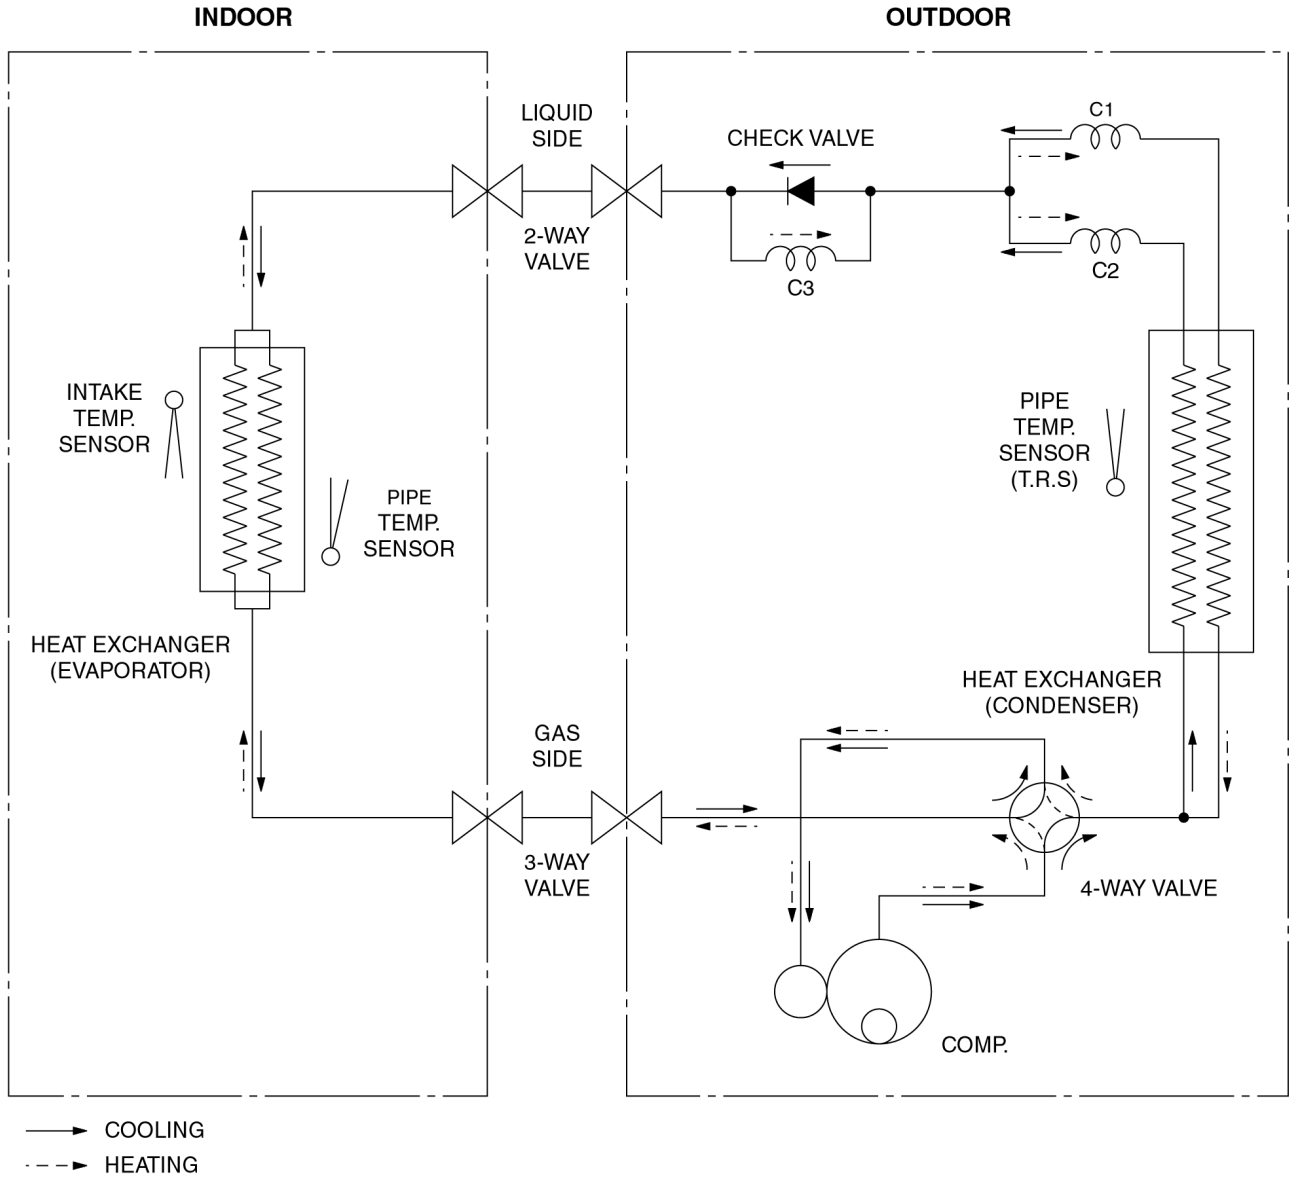 INDOOR
OUTDOOR
LIQUID
SIDE
2-WAY
VALVE
CHECK VALVE
C3
C1
C2
INTAKE
TEMP.
SENSOR
PIPE
TEMP.
SENSOR
HEAT EXCHANGER
(EVAPORATOR)
PIPE
TEMP.
SENSOR
(T.R.S)
HEAT EXCHANGER
(CONDENSER)
GAS
SIDE
3-WAY
VALVE
4-WAY VALVE
COMP.
COOLING
HEATING